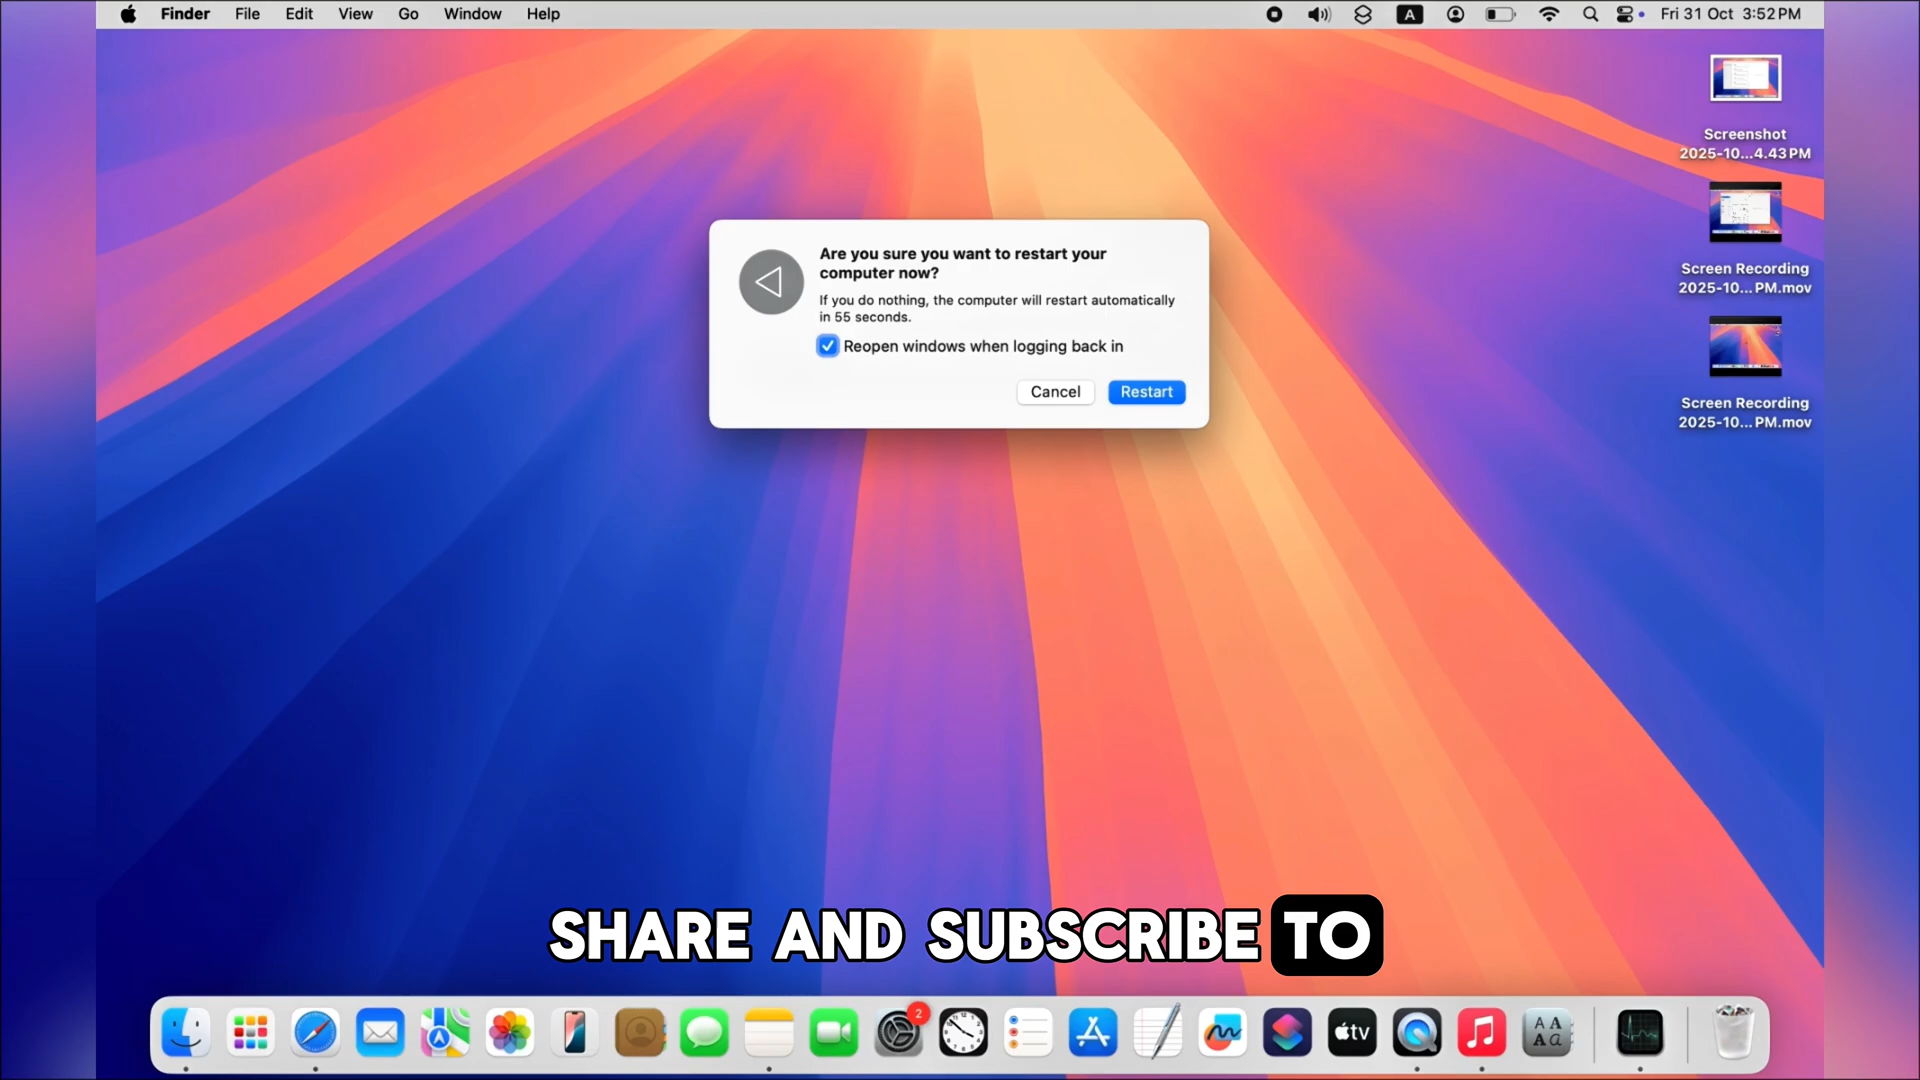 Finder File Edit View Go Window Help
A
Fri 31 Oct 3:52 PM
Screenshot
2025-10...4.43 PM
Screen Recording
2025-10... PM.mov
Screen Recording
2025-10... PM.mov
Are you sure you want to restart your
computer now?
If you do nothing, the computer will restart automatically
in 55 seconds.
Reopen windows when logging back in
Cancel Restart
SHARE AND SUBSCRIBE TO
2
tv
A A
A a